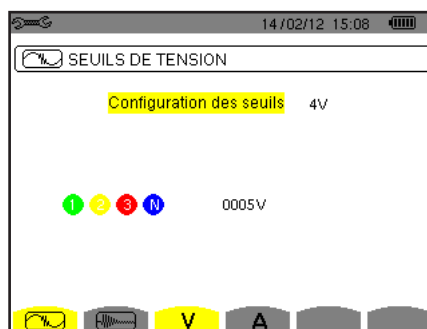 14/02/12 15:08
SEUILS DE TENSION
Configuration des seuils 4V
1 2 3 N 0005V
V A